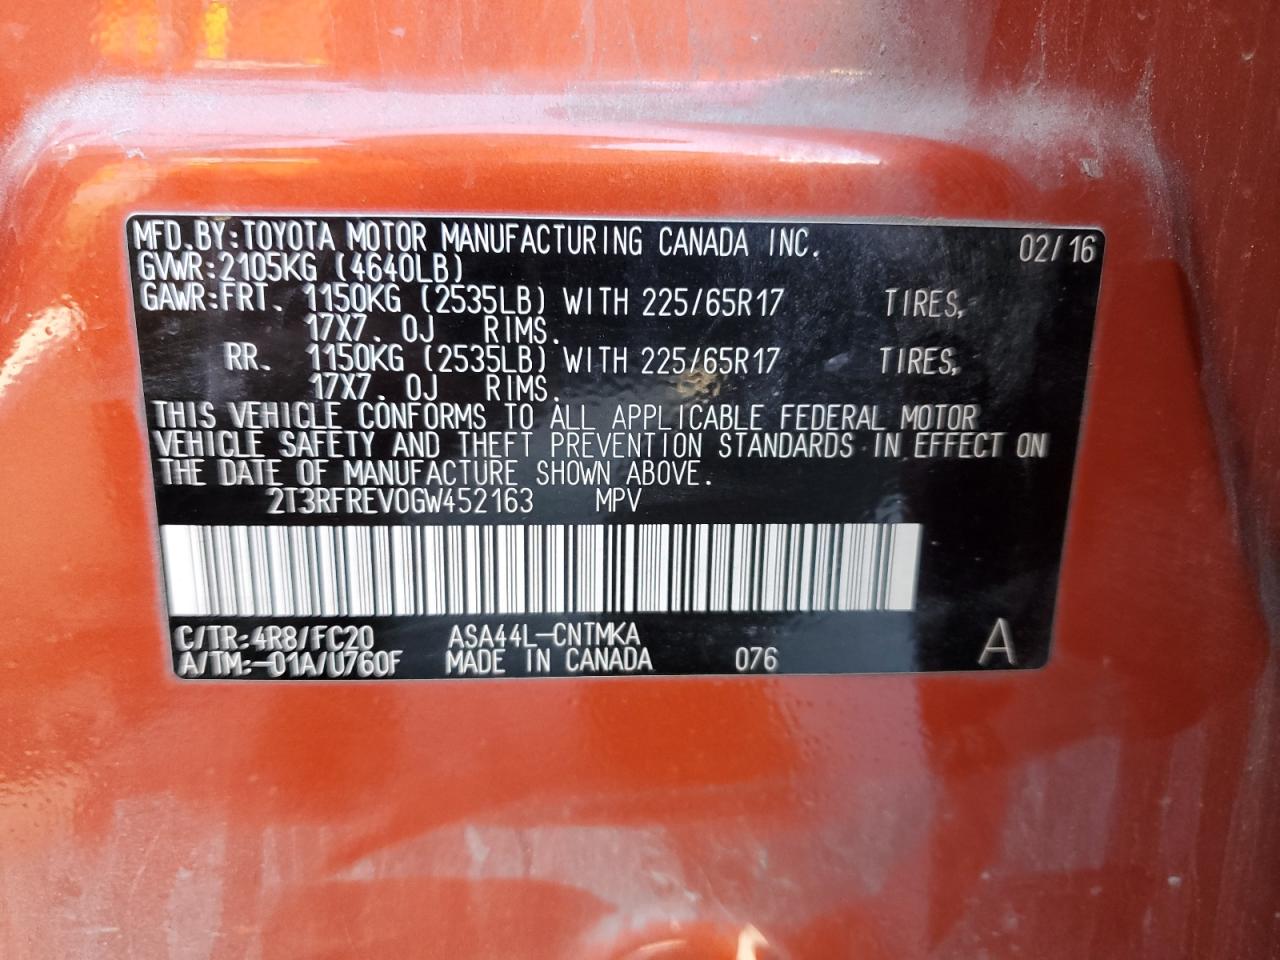 MFD.BY:TOYOTA MOTOR MANUFACTURING CANADA INC. 02/16
GVWR:2105KG (4640LB)
GAWR:FRT. 1150KG (2535LB) WITH 225/65R17 TIRES,
17X7.0J RIMS.
RR. 1150KG (2535LB) WITH 225/65R17 TIRES,
17X7.0J RIMS.
THIS VEHICLE CONFORMS TO ALL APPLICABLE FEDERAL MOTOR
VEHICLE SAFETY AND THEFT PREVENTION STANDARDS IN EFFECT ON
THE DATE OF MANUFACTURE SHOWN ABOVE.
2T3RFREV0GW452163 MPV
C/TR:4R8/FC20 ASA44L-CNTMKA A
A/TM:-01A/U760F MADE IN CANADA 076